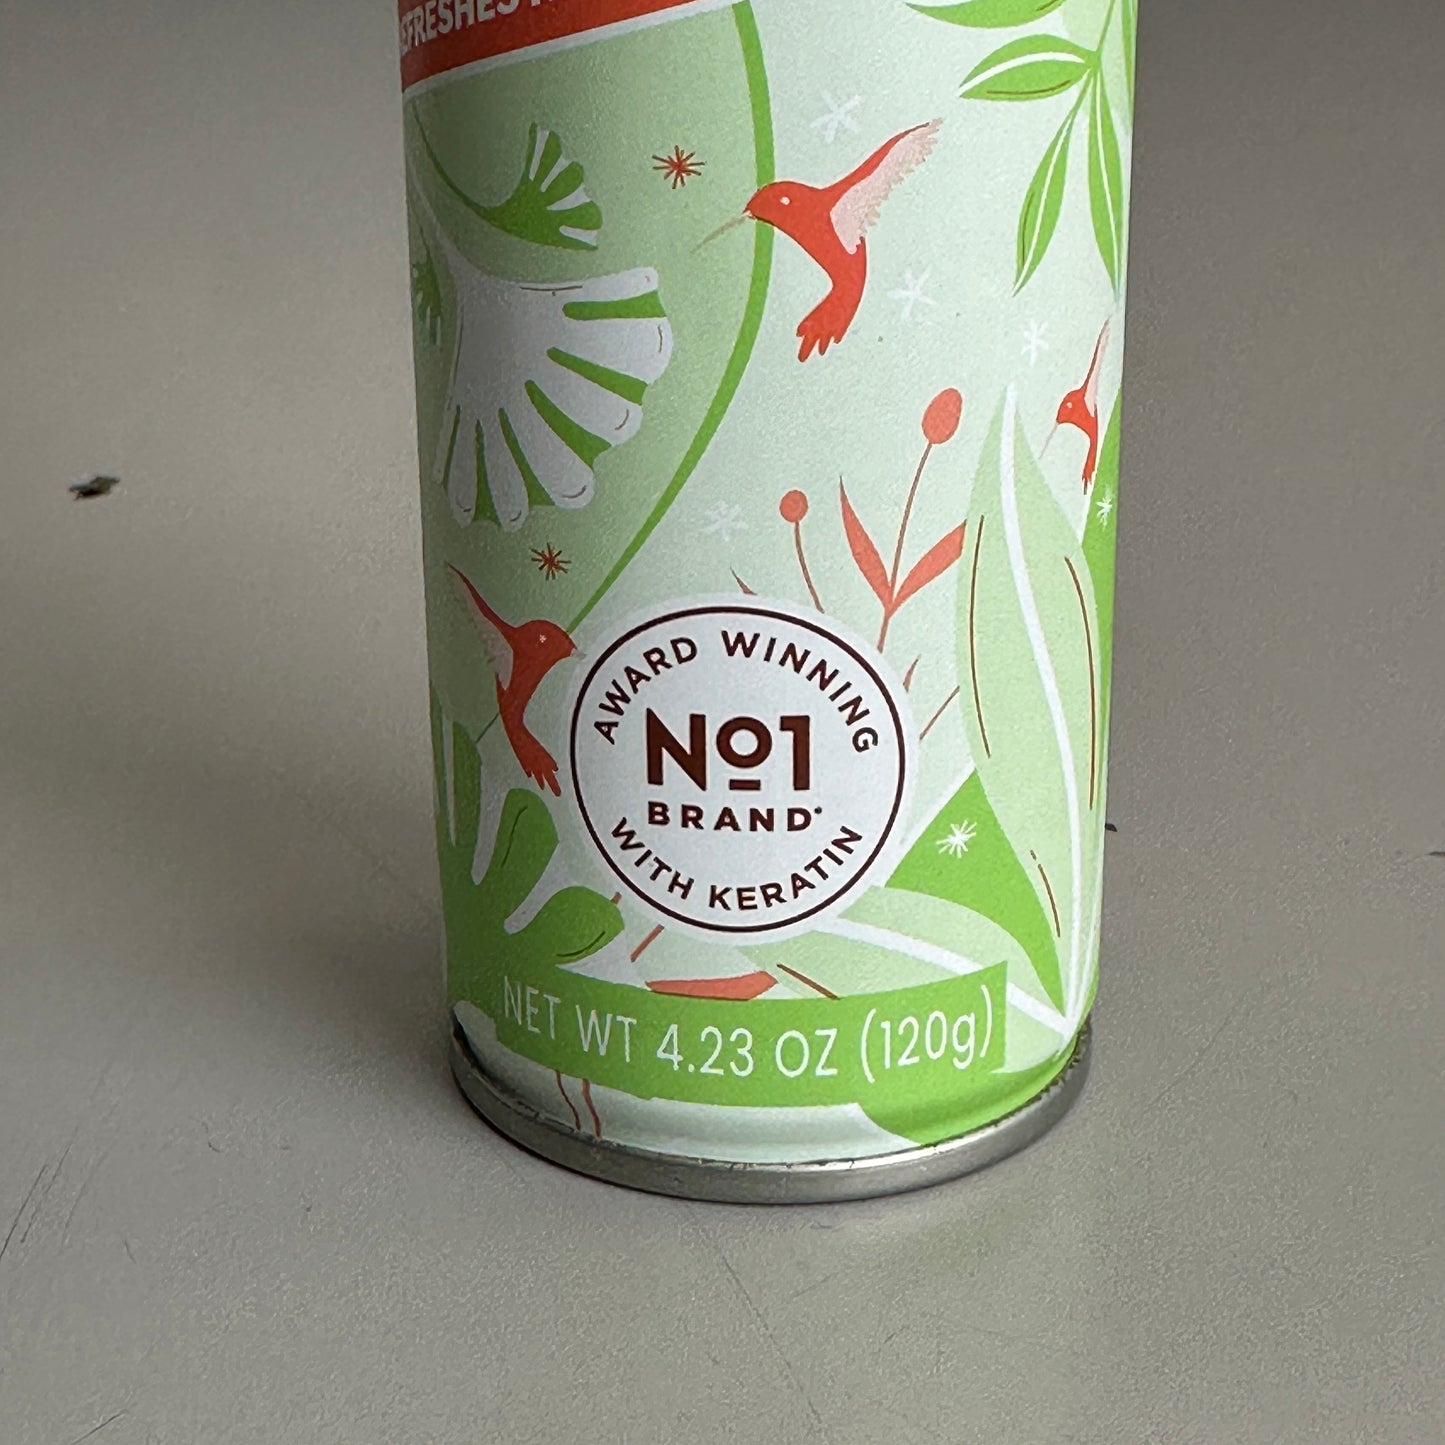 AWARD WINNING
No1
BRAND*
WITH KERATIN
NET WT 4.23 OZ (120g)